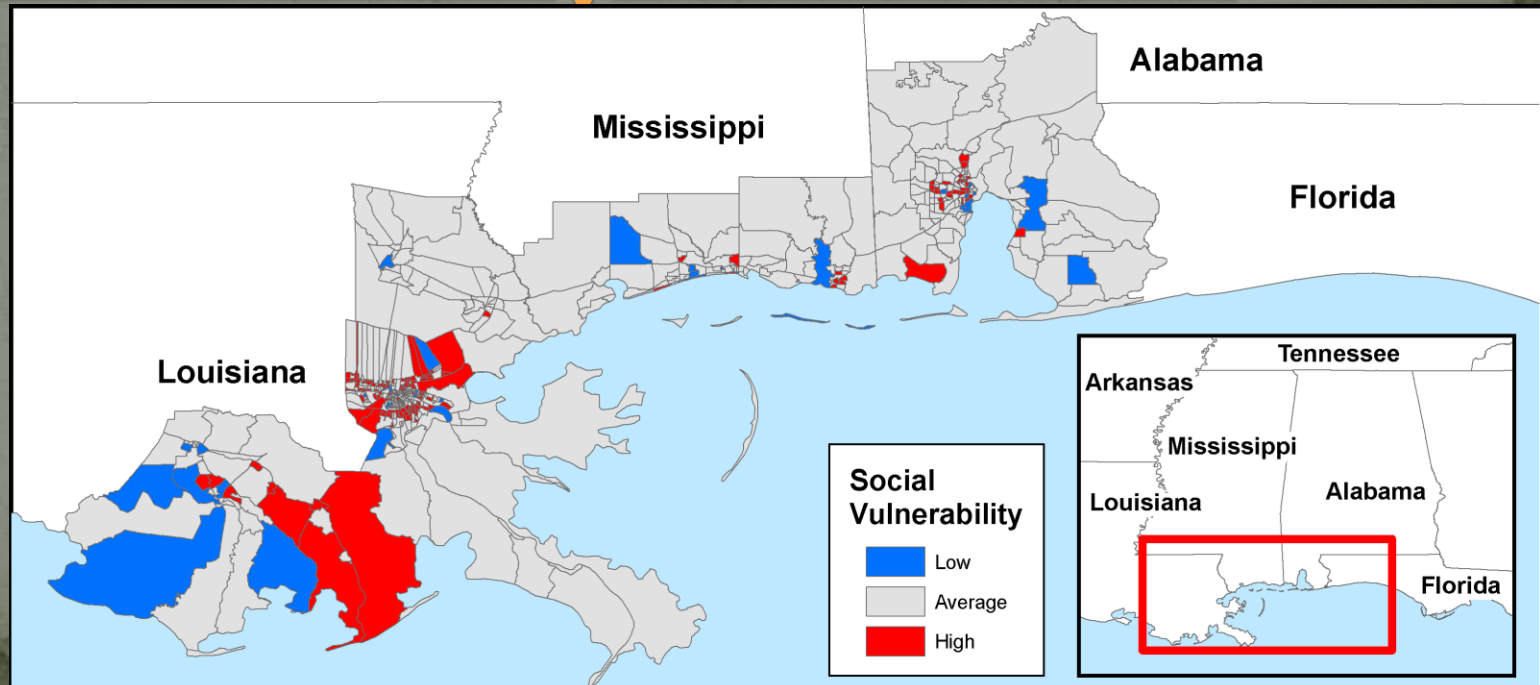 Alabama
Mississippi
Florida
Louisiana
Social
Vulnerability
Low
Average
High
Tennessee
Arkansas
Mississippi
Alabama
Louisiana
Florida